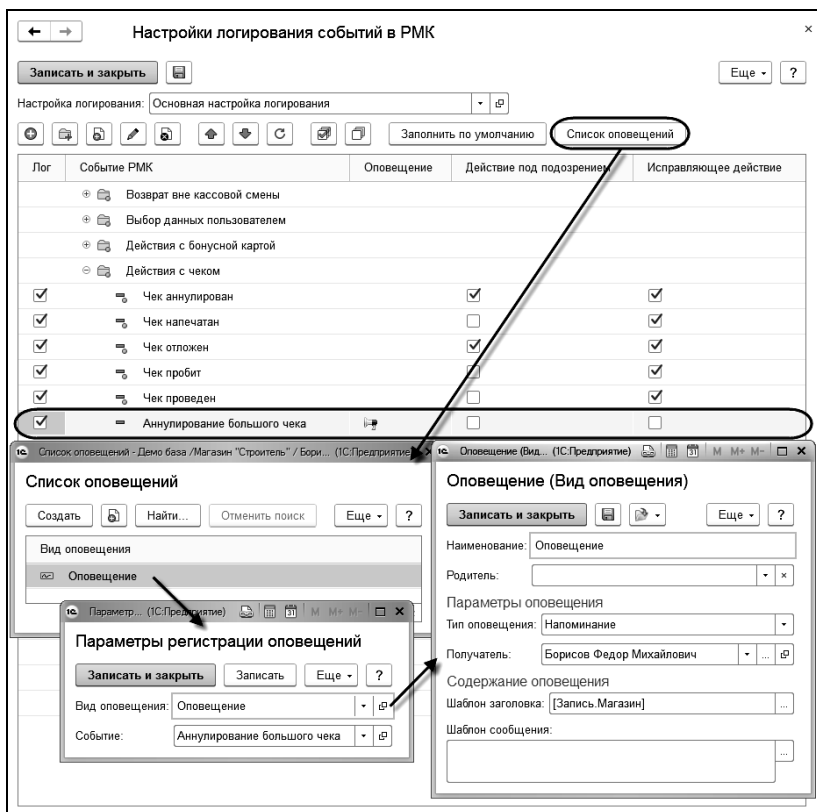 Настройки логирования событий в РМК
Записать и закрыть
Еще
?
Настройка логирования: Основная настройка логирования
Заполнить по умолчанию Список оповещений
Лог Событие РМК Оповещение Действие под подозрением Исправляющее действие
Возврат вне кассовой смены
Выбор данных пользователем
Действия с бонусной картой
Действия с чеком
Чек аннулирован
Чек напечатан
Чек отложен
Чек пробит
Чек проведен
Аннулирование большого чека
Список оповещений - Демо база /Магазин "Строитель" / Бори... (1С:Предприятие)
Список оповещений
Создать Найти... Отменить поиск Еще ?
Вид оповещения
Оповещение
Параметр... (1С:Предприятие) M M+ M-
Параметры регистрации оповещений
Записать и закрыть Записать Еще ?
Вид оповещения: Оповещение
Событие: Аннулирование большого чека
Оповещение (Вид... (1С:Предприятие) 31 M M+ M-
Оповещение (Вид оповещения)
Записать и закрыть Еще ?
Наименование: Оповещение
Родитель:
Параметры оповещения
Тип оповещения: Напоминание
Получатель: Борисов Федор Михайлович ...
Содержание оповещения
Шаблон заголовка: [Запись.Магазин] ...
Шаблон сообщения:
...